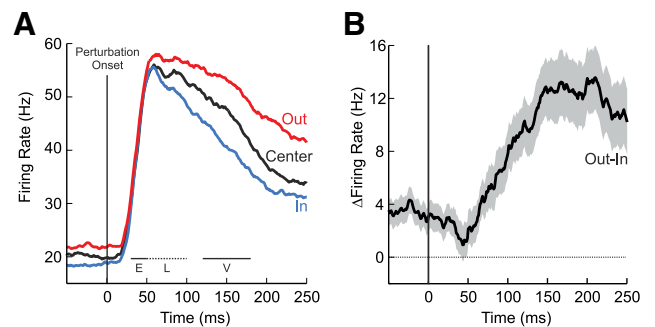 A
Firing Rate (Hz)
60
50
40
30
20
Perturbation
Onset
Out
Center
In
E
L
V
0
50
100
150
200
250
Time (ms)
B
ΔFiring Rate (Hz)
16
12
8
4
0
Out-In
0
50
100
150
200
250
Time (ms)